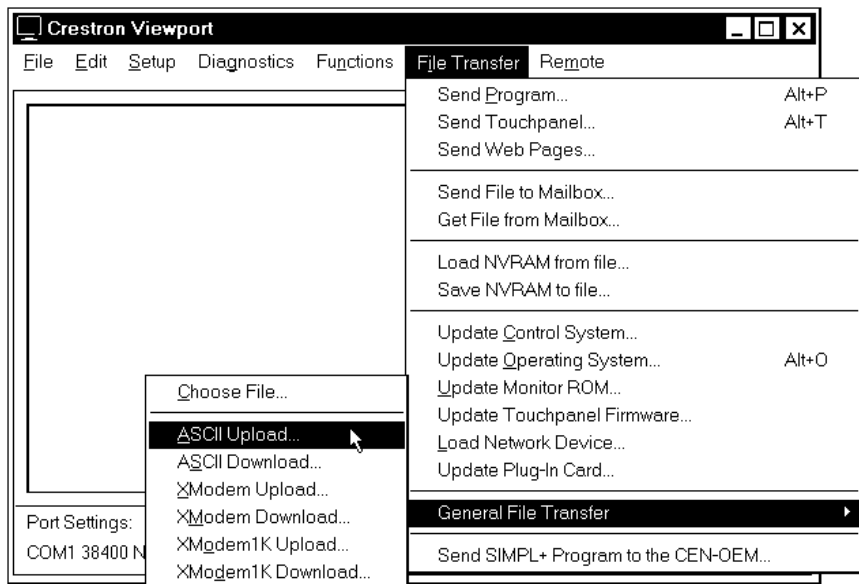 Crestron Viewport
File Edit Setup Diagnostics Functions File Transfer Remote
Send Program... Alt+P
Send Touchpanel... Alt+T
Send Web Pages...
Send File to Mailbox...
Get File from Mailbox...
Load NVRAM from file...
Save NVRAM to file...
Update Control System...
Update Operating System... Alt+O
Update Monitor ROM...
Update Touchpanel Firmware...
Load Network Device...
Update Plug-In Card...
General File Transfer
Send SIMPL+ Program to the CEN-OEM...
Choose File...
ASCII Upload...
ASCII Download...
XModem Upload...
XModem Download...
XModem1K Upload...
XModem1K Download...
Port Settings:
COM1 38400 N